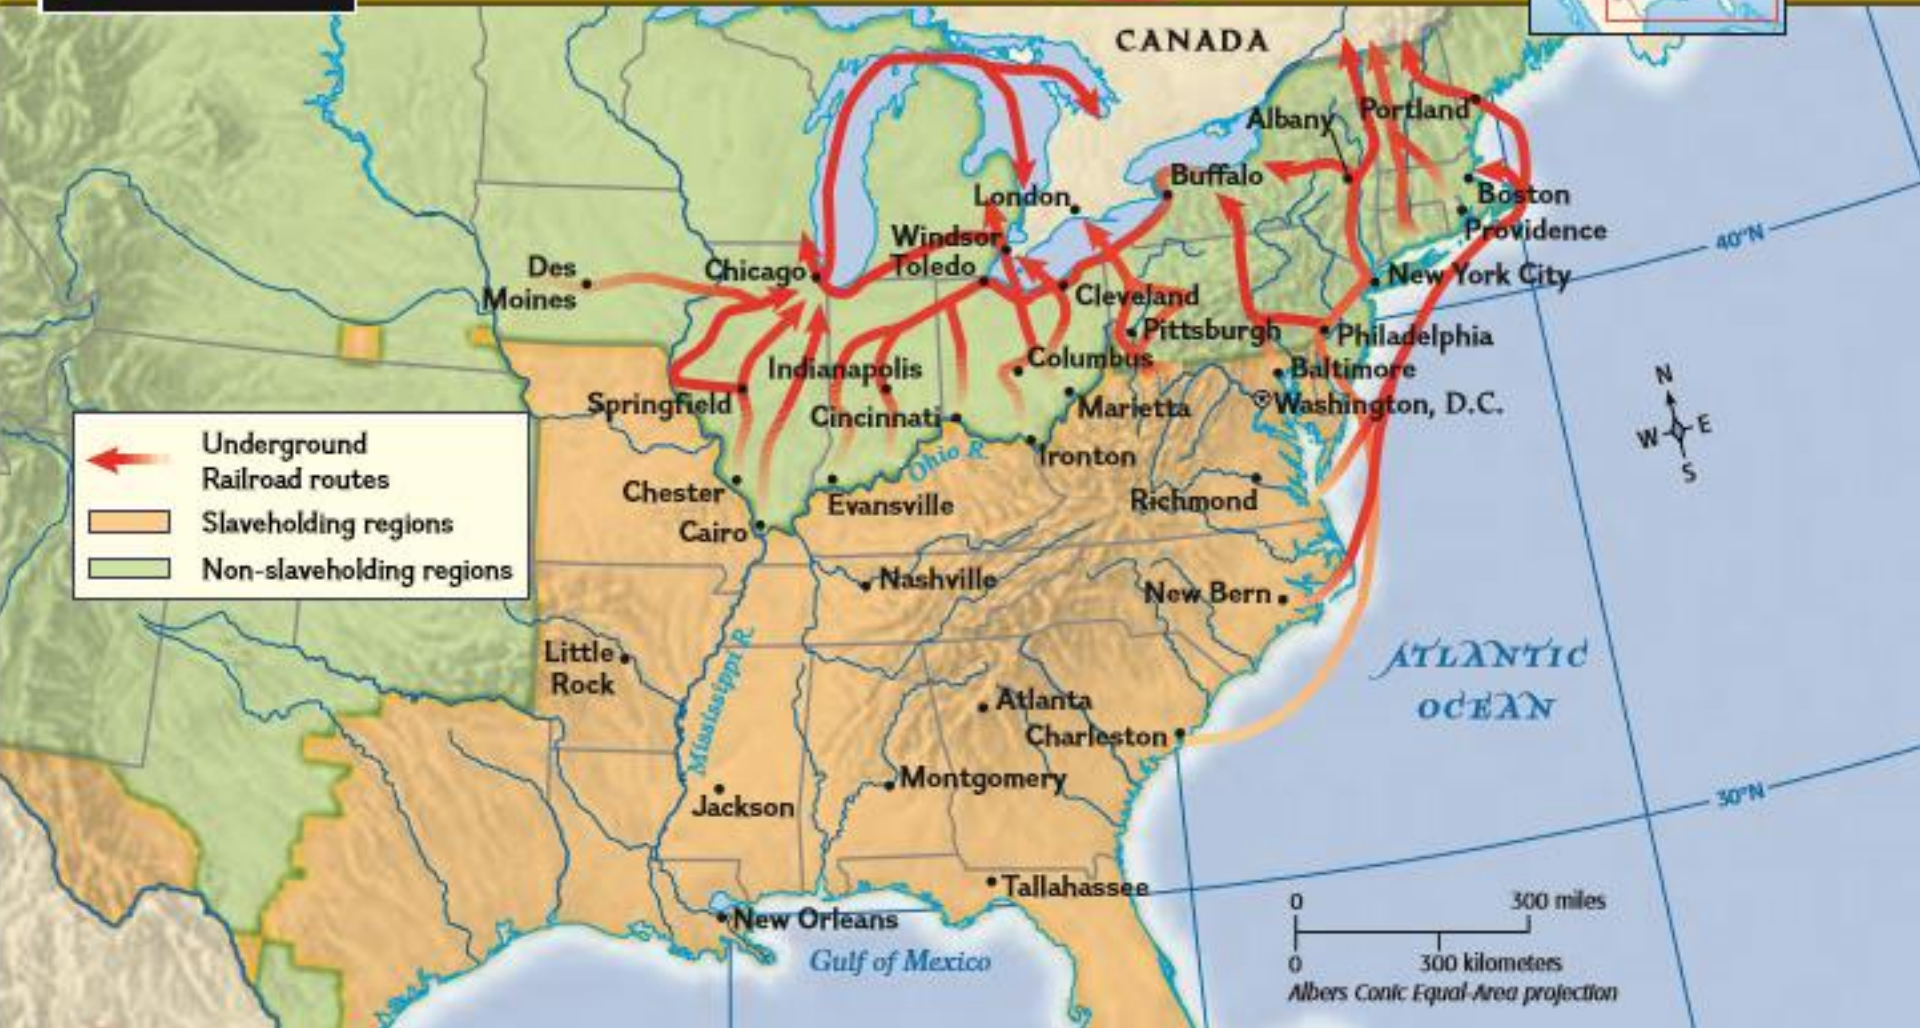 CANADA
Albany
Portland
Buffalo
London
Boston
Windsor
Providence
40°N
Des
Moines
Chicago
Toledo
New York City
Cleveland
Pittsburgh
Philadelphia
Indianapolis
Columbus
Baltimore
N
W
E
S
Springfield
Cincinnati
Marietta
Washington, D.C.
Underground
Railroad routes
Ohio R.
Ironton
Chester
Evansville
Richmond
Slaveholding regions
Cairo
Non-slaveholding regions
Nashville
New Bern
Little
Rock
Mississippi R.
ATLANTIC
OCEAN
Atlanta
Charleston
Montgomery
Jackson
30°N
Tallahassee
New Orleans
Gulf of Mexico
0 300 miles
0 300 kilometers
Albers Conic Equal-Area projection